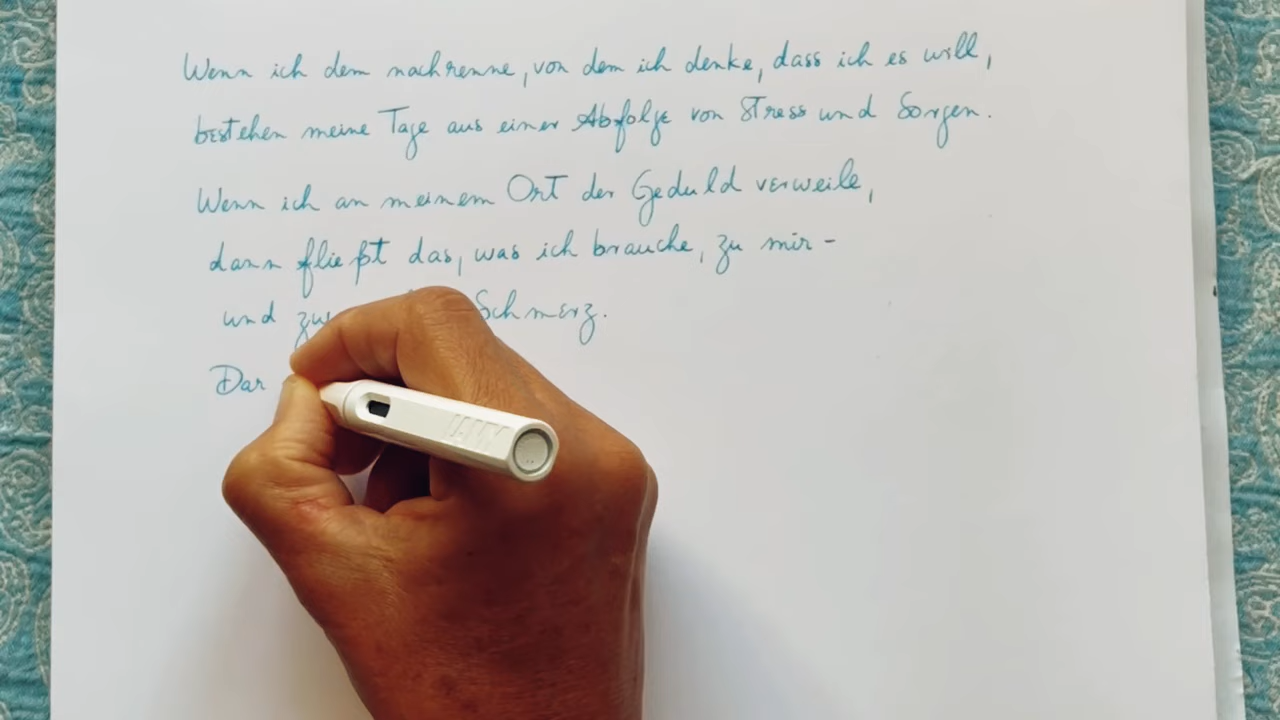 Wenn ich dem nachrenne, von dem ich denke, dass ich es will,
bestehen meine Tage aus einer Abfolge von Stress und Sorgen.
Wenn ich an meinem Ort der Geduld verweile,
dann fließt das, was ich brauche, zu mir –
und Schmerz.
Dar